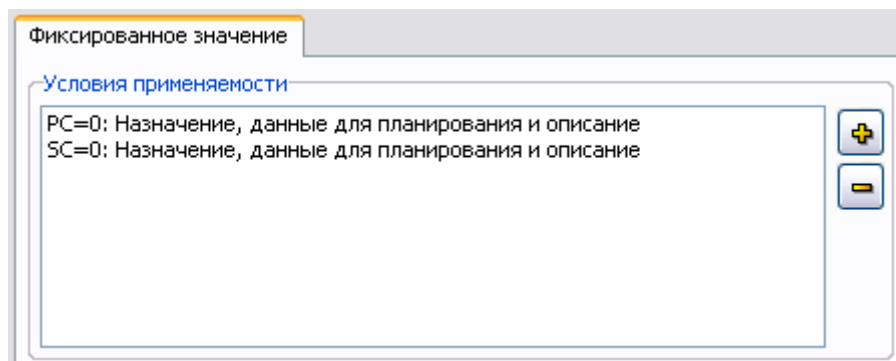 Фиксированное значение
Условия применяемости
PC=0: Назначение, данные для планирования и описание
SC=0: Назначение, данные для планирования и описание